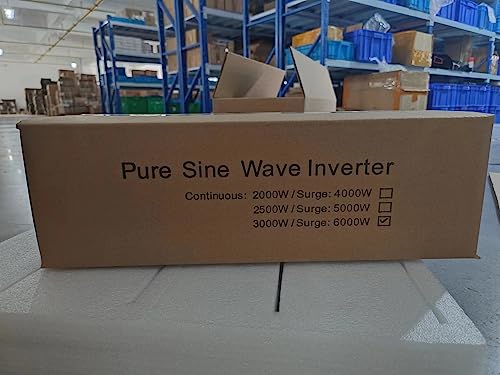 Pure Sine Wave Inverter
Continuous: 2000W/Surge: 4000W
2500W/Surge: 5000W
3000W/Surge: 6000W